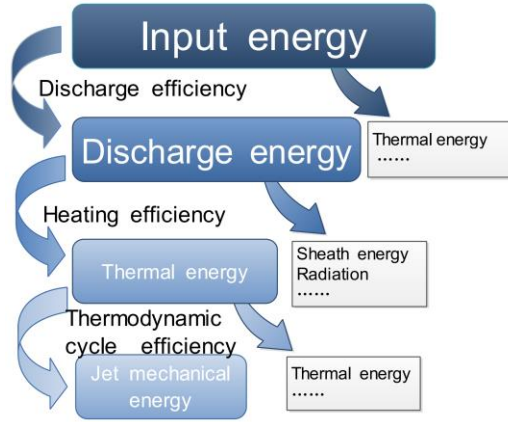 Input energy
Discharge efficiency
Thermal energy
......
Discharge energy
Heating efficiency
Sheath energy
Radiation
......
Thermal energy
Thermodynamic
cycle efficiency
Thermal energy
......
Jet mechanical
energy